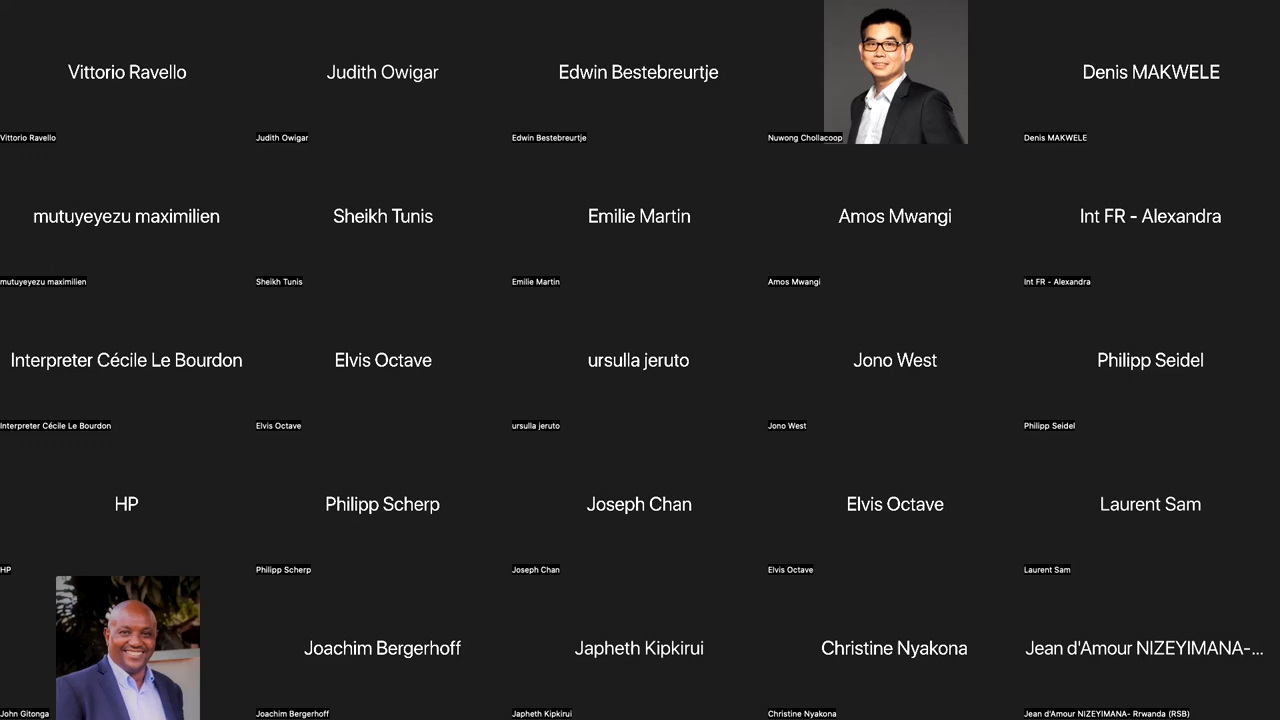 Vittorio Ravello
Judith Owigar
Edwin Bestebreurtje
Denis MAKWELE
Vittorio Ravello
Judith Owigar
Edwin Bestebreurtje
Nuwong Chollacoop
Denis MAKWELE
mutuyeyezu maximilien
Sheikh Tunis
Emilie Martin
Amos Mwangi
Int FR - Alexandra
mutuyeyezu maximilien
Sheikh Tunis
Emilie Martin
Amos Mwangi
Int FR - Alexandra
Interpreter Cécile Le Bourdon
Elvis Octave
ursulla jeruto
Jono West
Philipp Seidel
Interpreter Cécile Le Bourdon
Elvis Octave
ursulla jeruto
Jono West
Philipp Seidel
HP
Philipp Scherp
Joseph Chan
Elvis Octave
Laurent Sam
HP
Philipp Scherp
Joseph Chan
Elvis Octave
Laurent Sam
Joachim Bergerhoff
Japheth Kipkirui
Christine Nyakona
Jean d'Amour NIZEYIMANA-...
John Gitonga
Joachim Bergerhoff
Japheth Kipkirui
Christine Nyakona
Jean d'Amour NIZEYIMANA- Rrwanda (RSB)